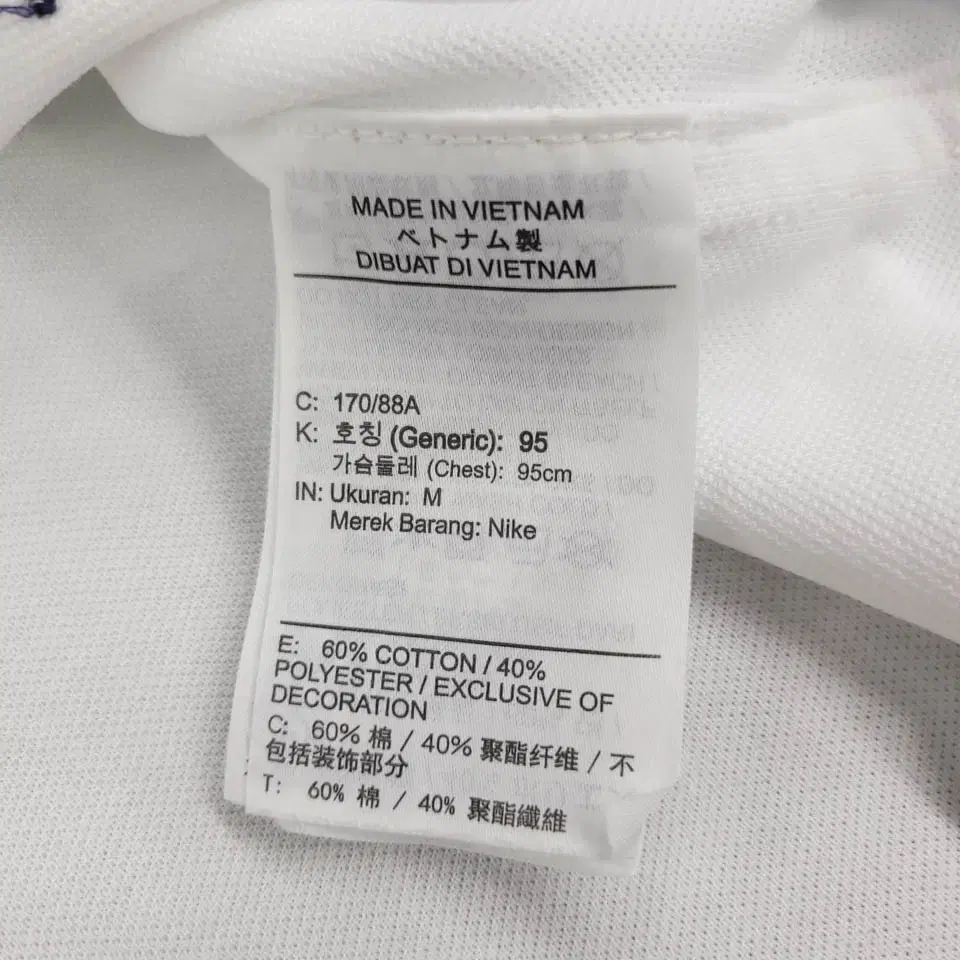 MADE IN VIETNAM
ベトナム製
DIBUAT DI VIETNAM
C: 170/88A
K: 호칭 (Generic): 95
가슴둘레 (Chest): 95cm
IN: Ukuran: M
Merek Barang: Nike
E: 60% COTTON / 40%
POLYESTER / EXCLUSIVE OF
DECORATION
C: 60% 棉 / 40% 聚酯纤维 / 不
包括装饰部分
T: 60% 棉 / 40% 聚酯纖維